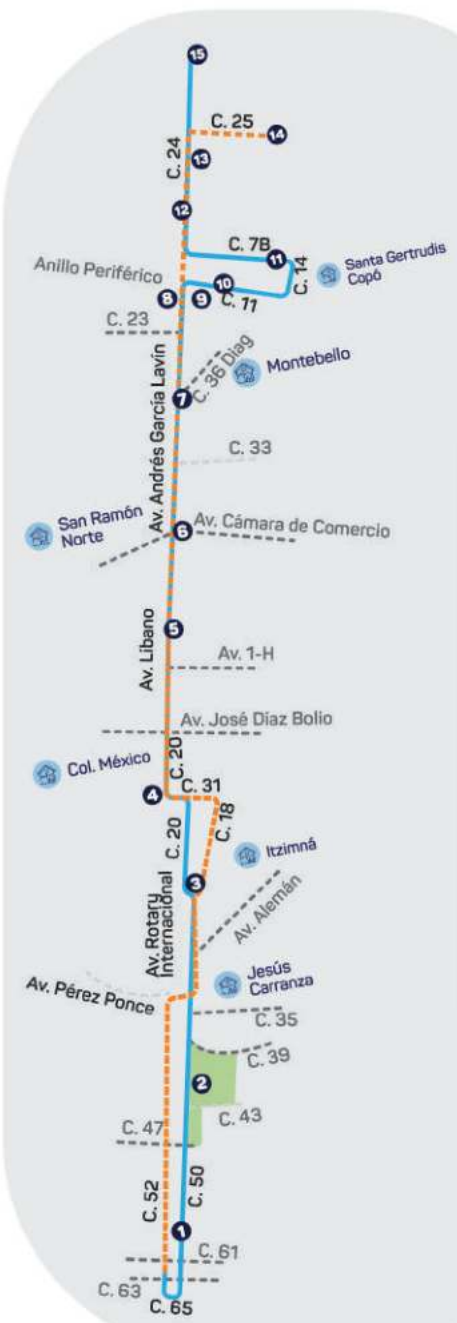 15
C. 25
14
C. 24
13
12
C. 7B
11
C. 14
Santa Gertrudis
Copó
Anillo Periférico
10
8
9
C. 11
C. 23
C. 36 Diag
Montebello
7
Av. Andrés García Lavín
C. 33
San Ramón
Norte
6
Av. Cámara de Comercio
5
Av. Líbano
Av. 1-H
Av. José Díaz Bolio
C. 20
Col. México
C. 31
4
C. 18
C. 20
Itzimná
3
Av. Alemán
Av. Rotary
Internacional
Jesús
Carranza
Av. Pérez Ponce
C. 35
C. 39
2
C. 43
C. 47
C. 50
C. 52
1
C. 61
C. 63
C. 65